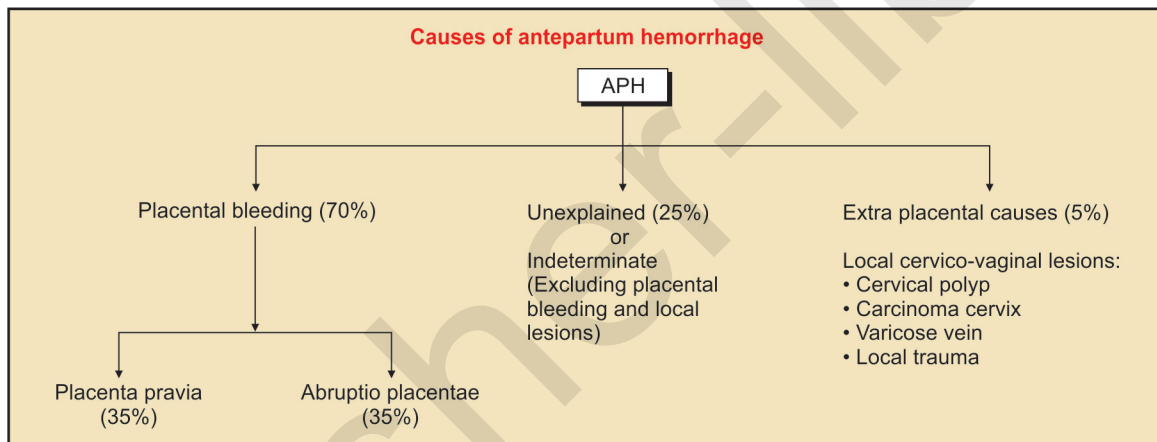 Causes of antepartum hemorrhage
APH
Placental bleeding (70%)
Placenta pravia
(35%)
Abruptio placentae
(35%)
Unexplained (25%)
or
Indeterminate
(Excluding placental
bleeding and local
lesions)
Extra placental causes (5%)
Local cervico-vaginal lesions:
• Cervical polyp
• Carcinoma cervix
• Varicose vein
• Local trauma